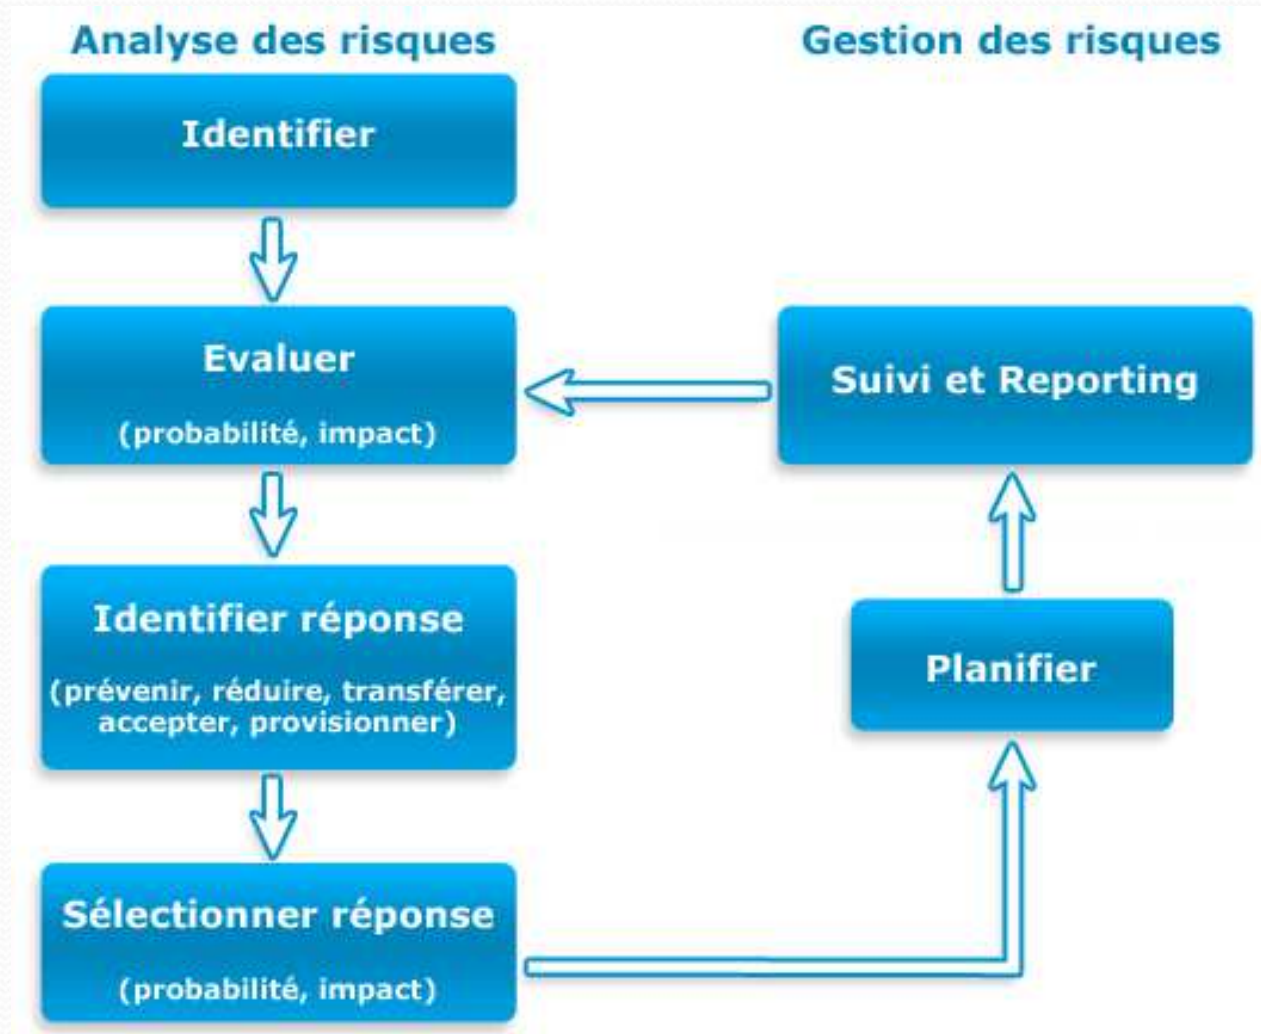 Analyse des risques
Identifier
Evaluer
(probabilité, impact)
Identifier réponse
(prévenir, réduire, transférer,
accepter, provisionner)
Sélectionner réponse
(probabilité, impact)
Gestion des risques
Suivi et Reporting
Planifier